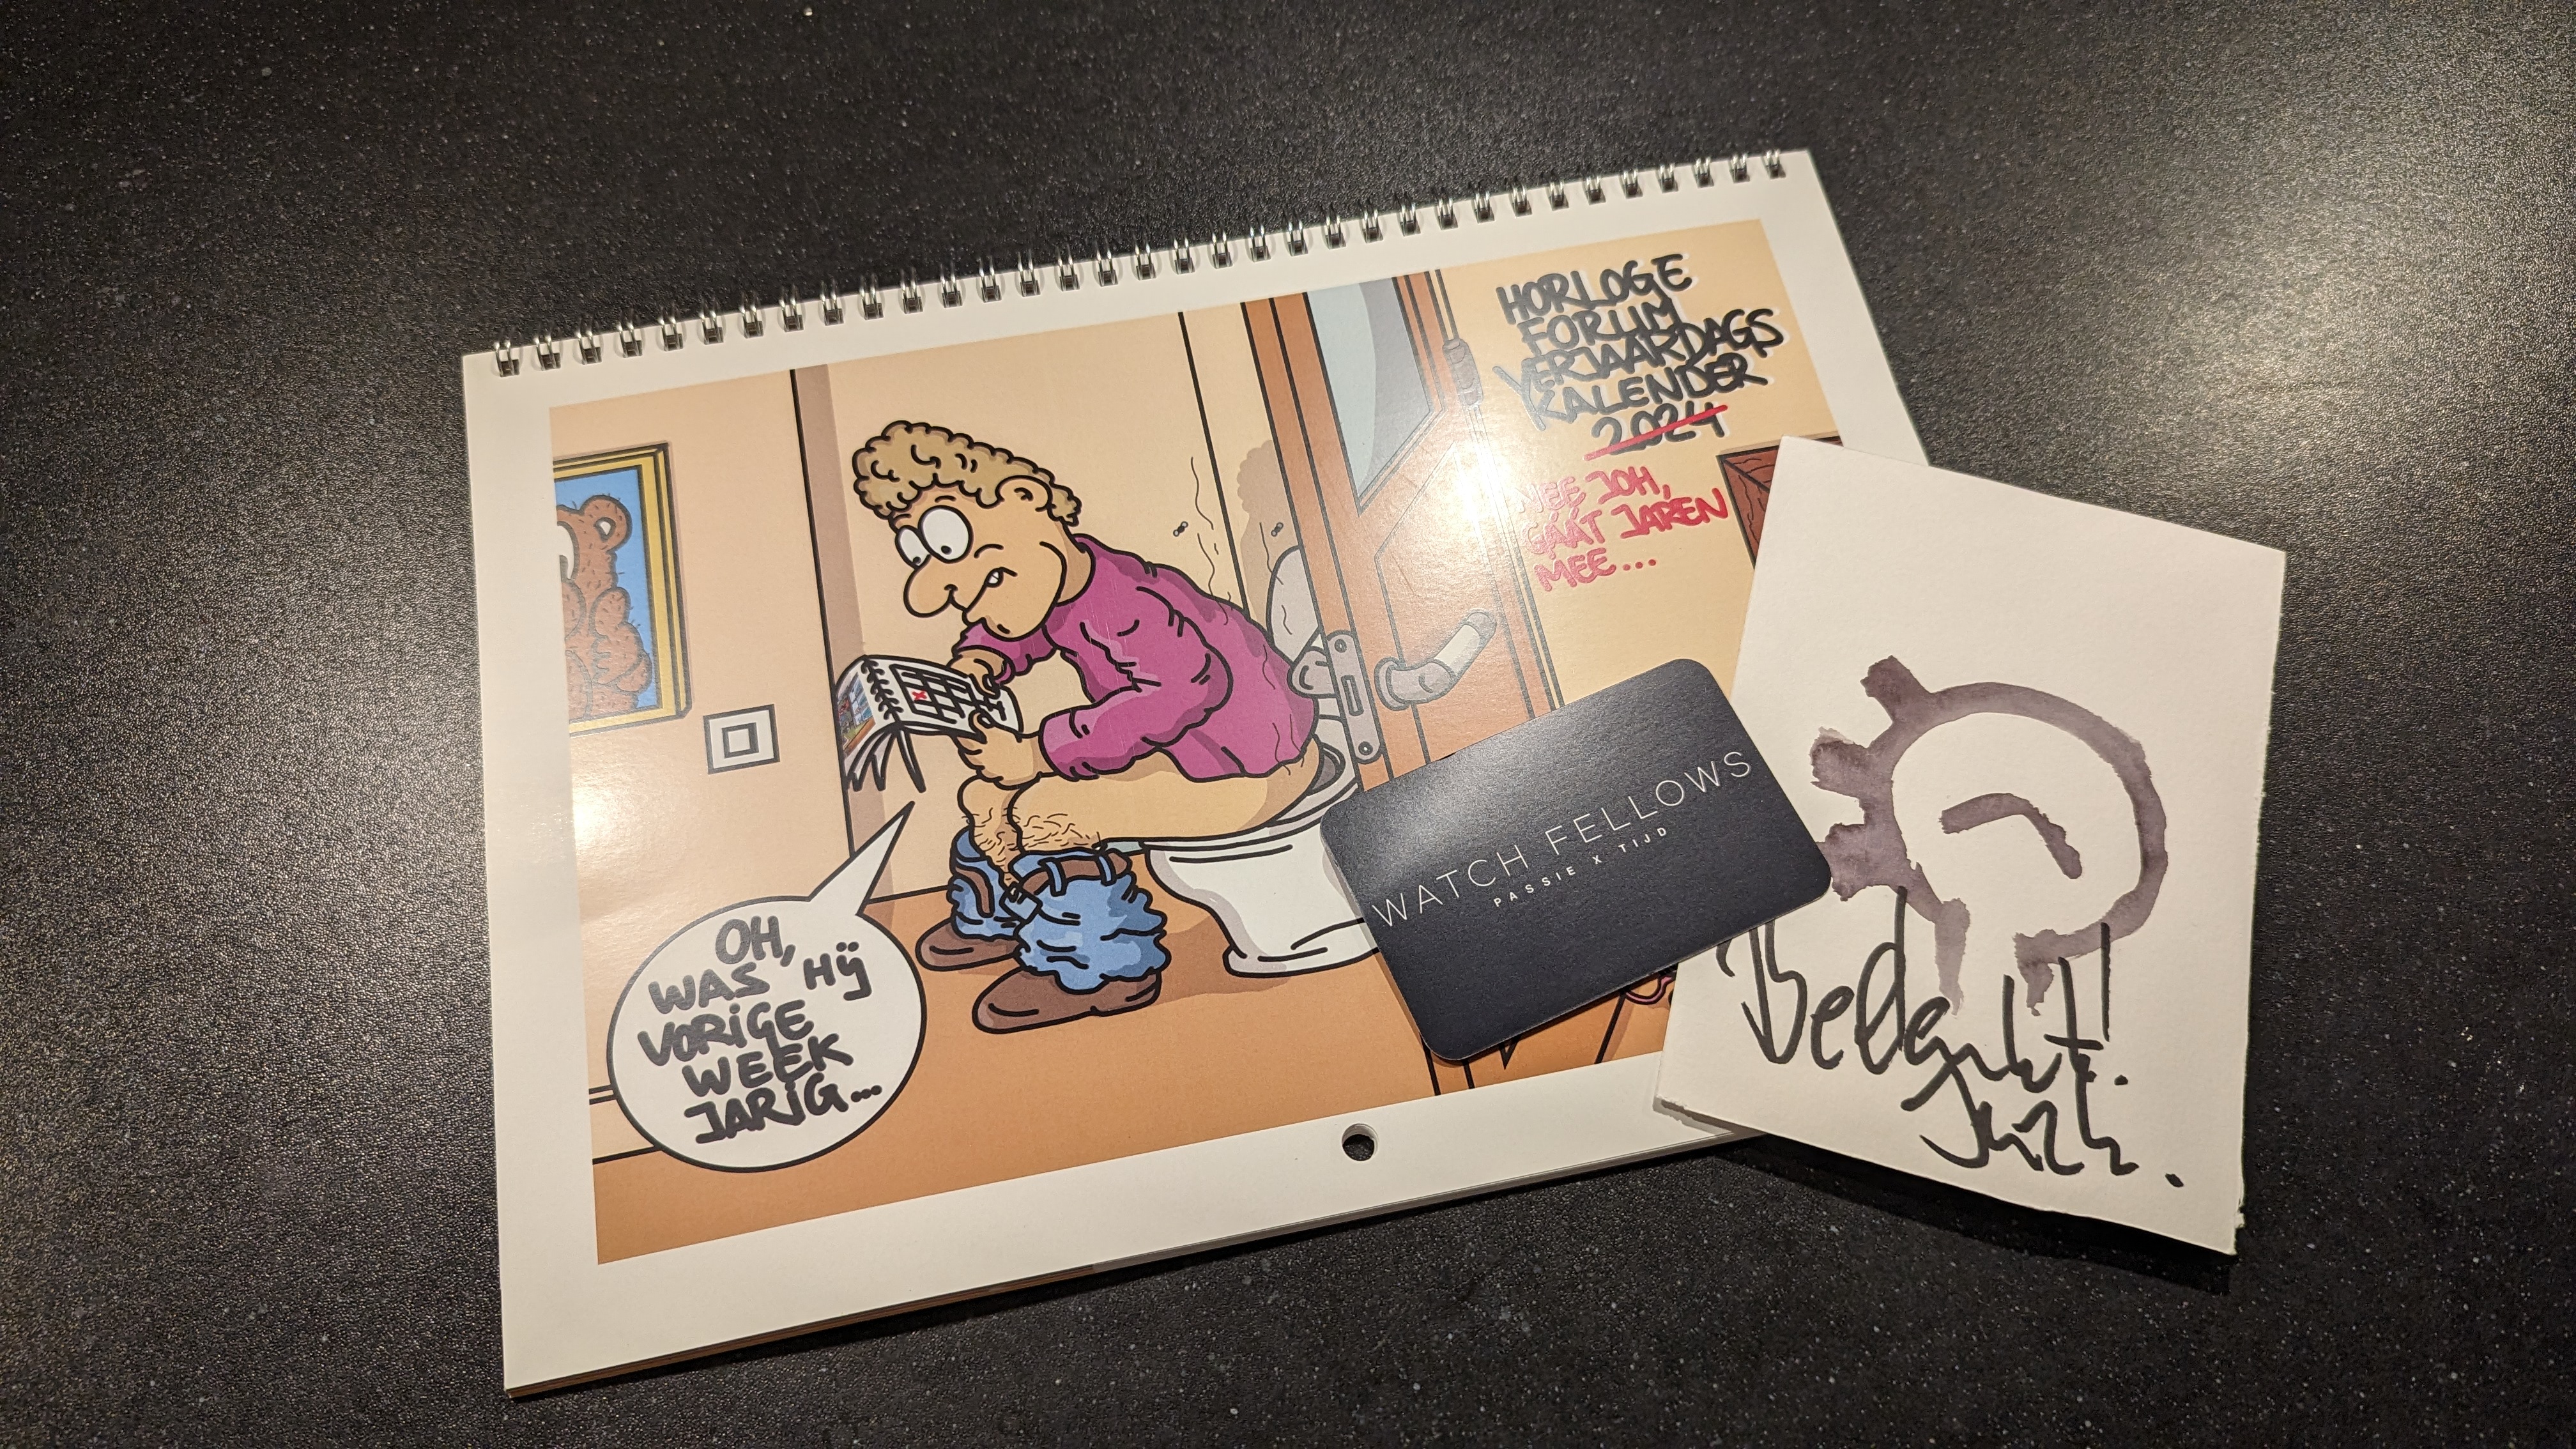 HORLOGE
FORUM
VERJAARDAGS
KALENDER
2024
NEE JOH,
GAAT JAREN
MEE...
OH,
WAS HIJ
VORIGE
WEEK
JARIG...
WATCH FELLOWS
PASSIE X TIJD
Bedankt!